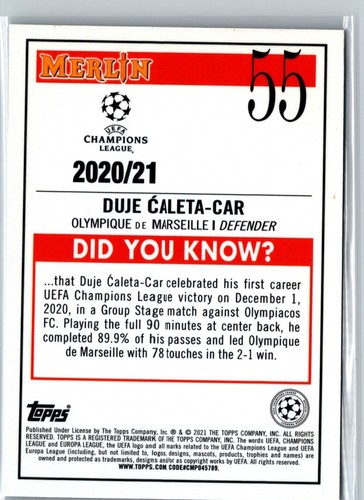 MERLIN
55
UEFA
CHAMPIONS
LEAGUE
2020/21
DUJE ĆALETA-CAR
OLYMPIQUE DE MARSEILLE | DEFENDER
DID YOU KNOW?
...that Duje Ćaleta-Car celebrated his first career
UEFA Champions League victory on December 1,
2020, in a Group Stage match against Olympiacos
FC. Playing the full 90 minutes at center back, he
completed 89.9% of his passes and led Olympique
de Marseille with 78 touches in the 2-1 win.
Topps
Published Under License by The Topps Company, Inc. ® & © 2021 THE TOPPS COMPANY, INC. ALL RIGHTS
RESERVED. TOPPS IS A REGISTERED TRADEMARK OF THE TOPPS COMPANY, INC. The words UEFA, CHAMPIONS
LEAGUE and EUROPA LEAGUE, the UEFA logo and all marks related to the UEFA Champions League and UEFA
Europa League (including, but not limited to, logos, designs, mascots, products, trophies and names) are
owned and protected as trademarks, designs and/or as copyright works by UEFA. All rights reserved.
WWW.TOPPS.COM CODE#CMP045789.